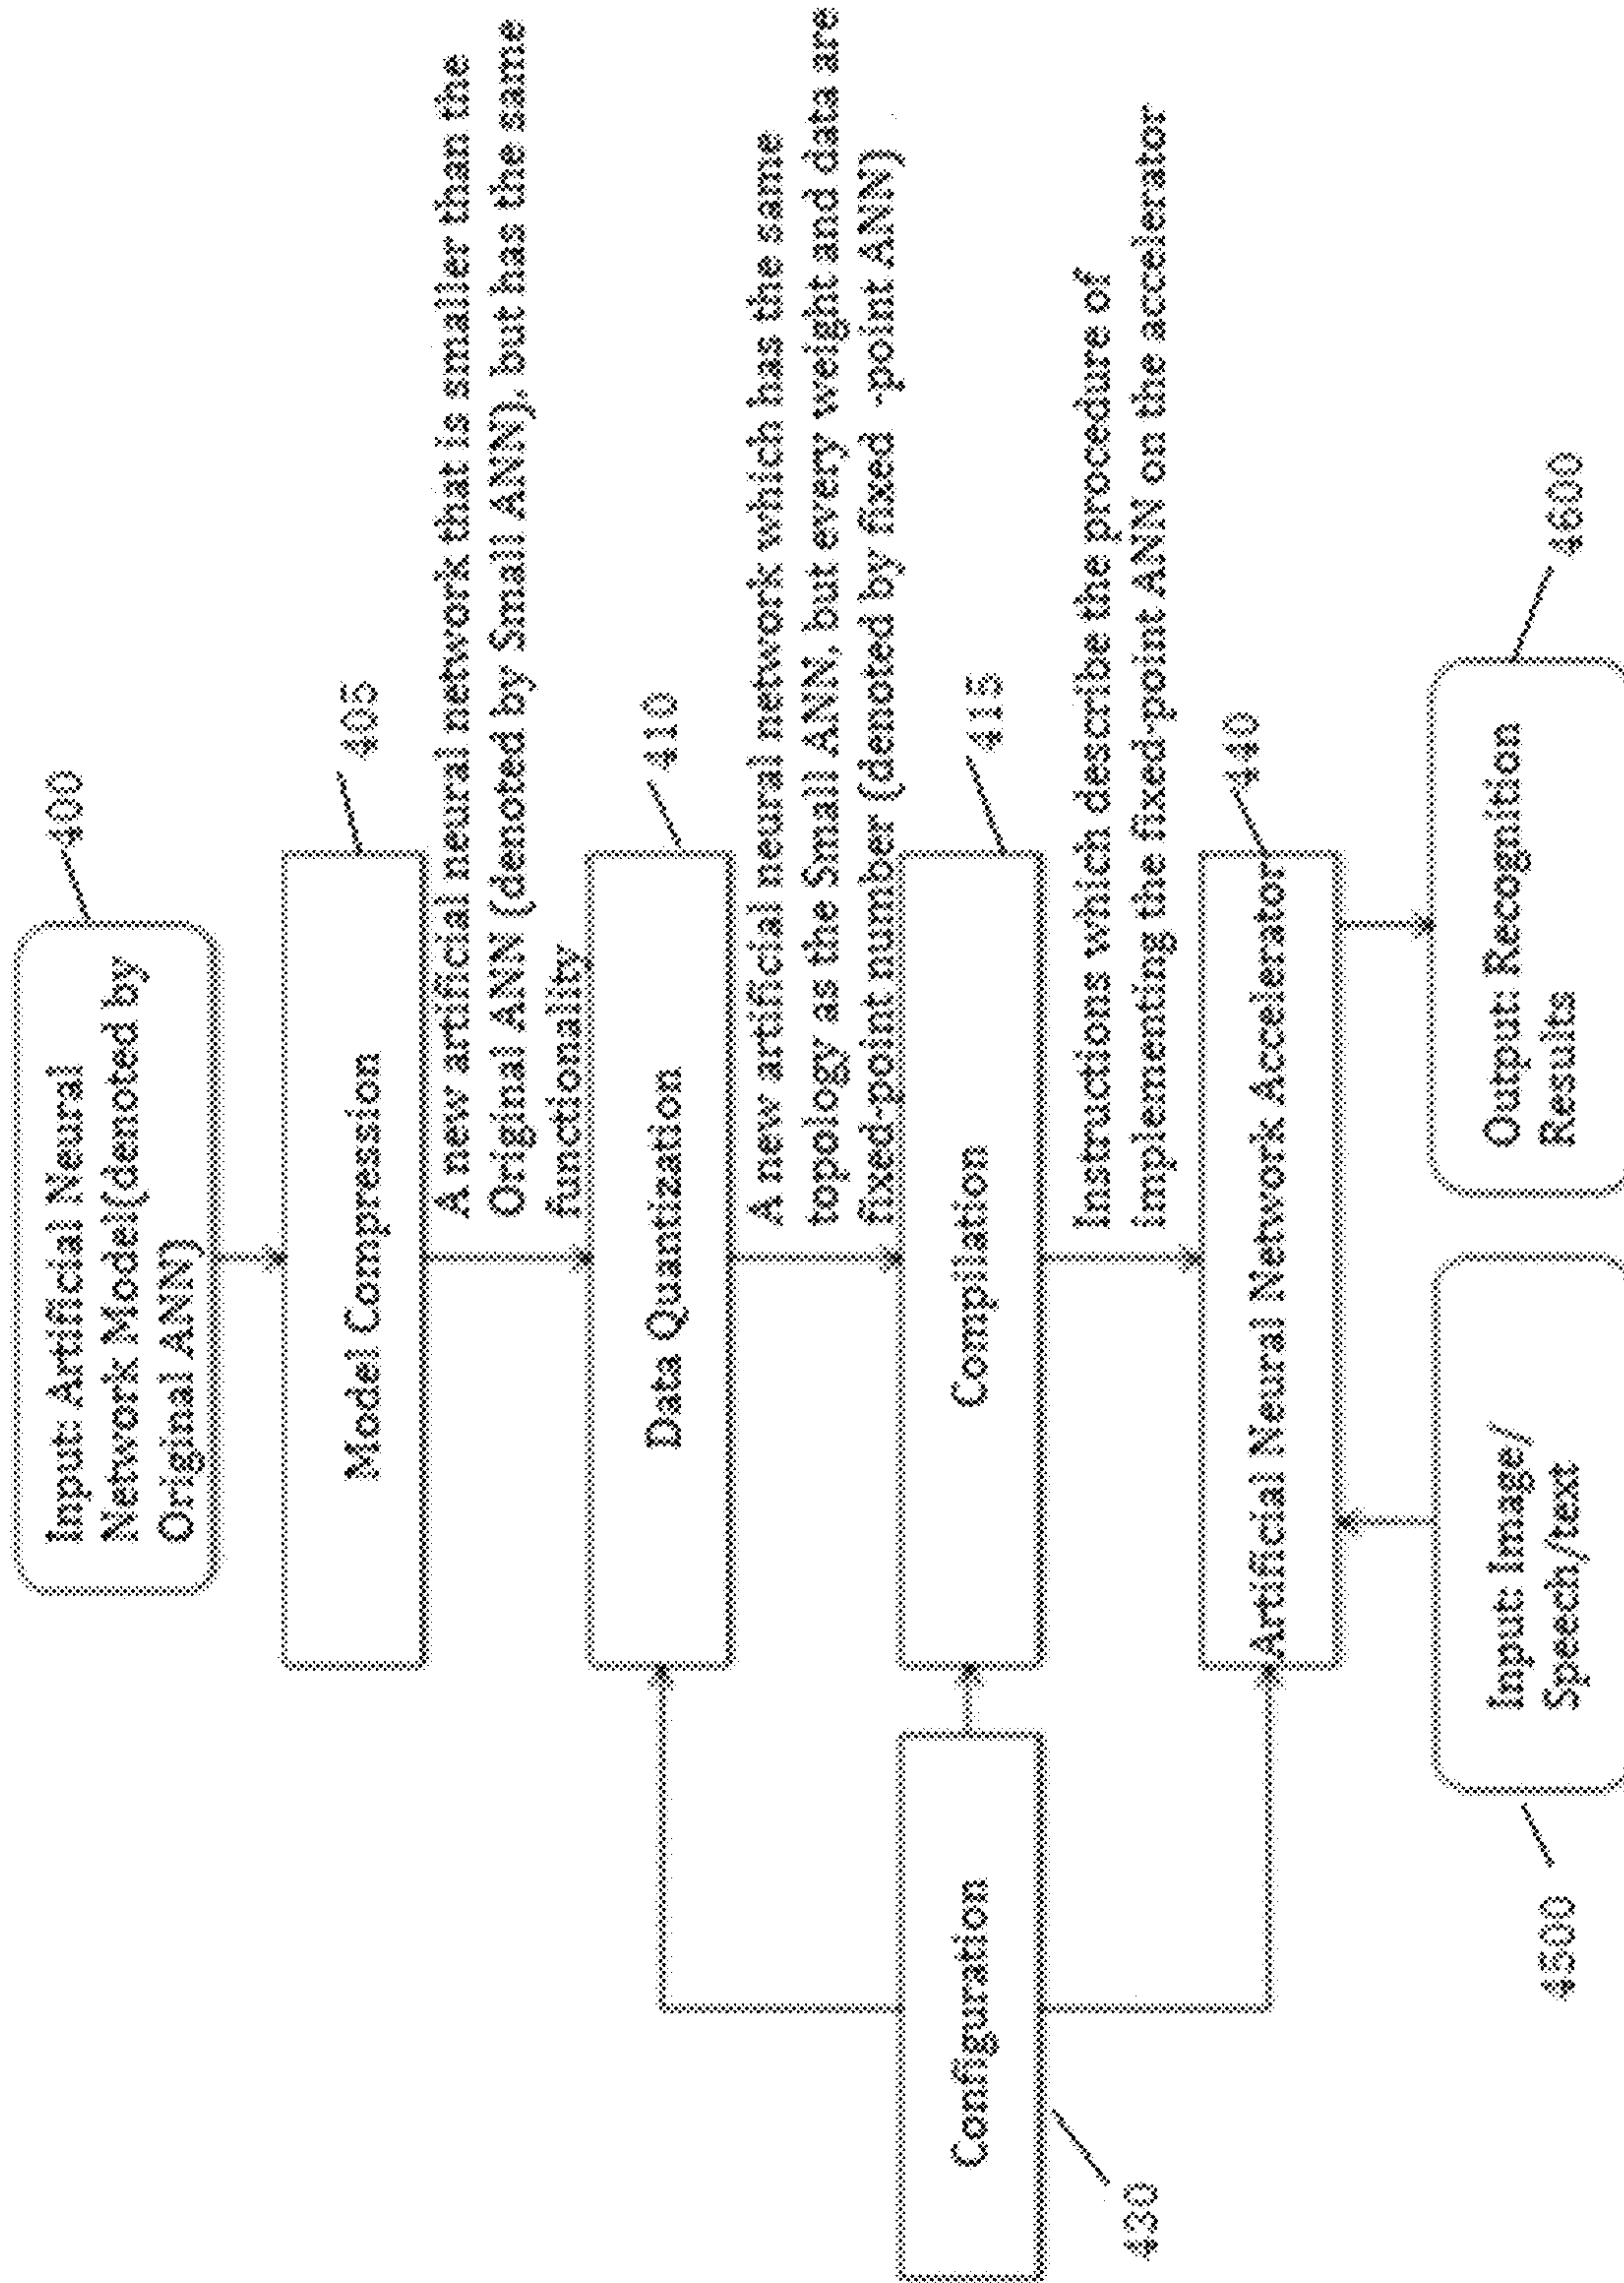 Input: Artificial Neural
Network Model(denoted by
Original ANN)
400
Model Compression
405
A new artificial neural network that is smaller than the
Original ANN (denoted by Small ANN), but has the same
functionality
Data Quantization
410
A new artificial neural network which has the same
topology as the Small ANN, but every weight and data are
fixed-point number (denoted by fixed -point ANN)
Configuration
430
Compilation
415
Instructions which describe the procedure of
implementing the fixed-point ANN on the accelerator
Artificial Neural Network Accelerator
440
4500
Input: Image/
Speech/text
Output: Recognition
Results
4600